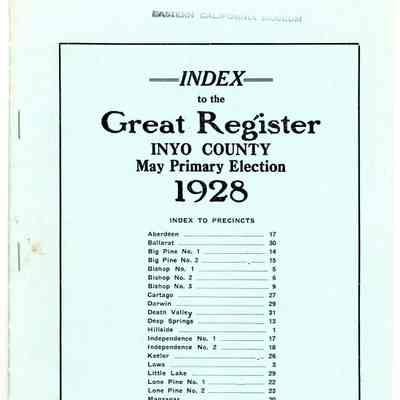 EASTERN CALIFORNIA MUSEUM
INDEX
to the
Great Register
INYO COUNTY
May Primary Election
1928
INDEX TO PRECINCTS
Aberdeen 17
Ballarat 30
Big Pine No. 1 14
Big Pine No. 2 15
Bishop No. 1 5
Bishop No. 2 6
Bishop No. 3 9
Cartago 27
Darwin 29
Death Valley 31
Deep Springs 13
Hillside 1
Independence No. 1 17
Independence No. 2 18
Keeler 26
Laws 3
Little Lake 29
Lone Pine No. 1 22
Lone Pine No. 2 23
Manzanar 20